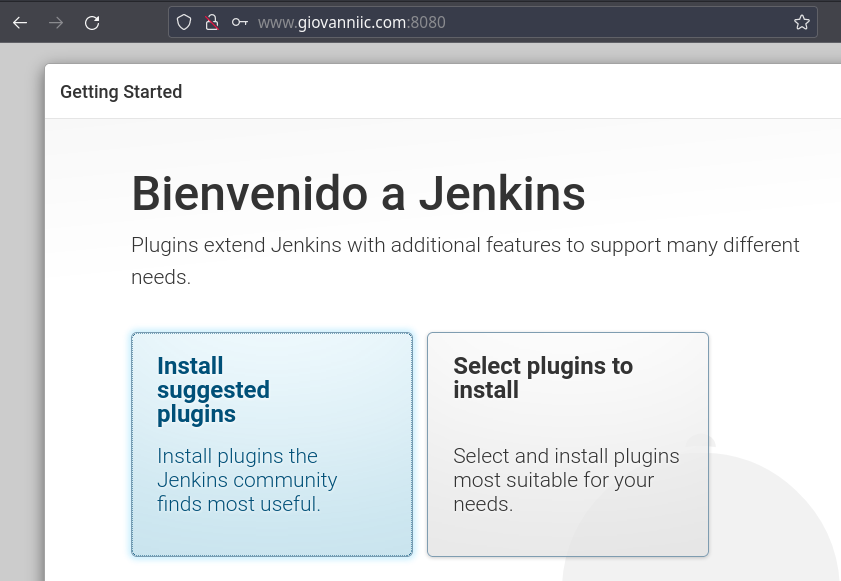 www.giovanniic.com:8080
Getting Started
Bienvenido a Jenkins
Plugins extend Jenkins with additional features to support many different
needs.
Install
suggested
plugins
Install plugins the
Jenkins community
finds most useful.
Select plugins to
install
Select and install plugins
most suitable for your
needs.